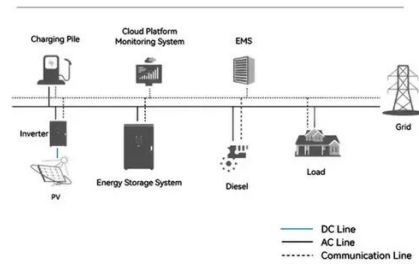 Charging Pile
Cloud Platform
Monitoring System
EMS
Grid
Inverter
PV
Energy Storage System
Diesel
Load
DC Line
AC Line
Communication Line